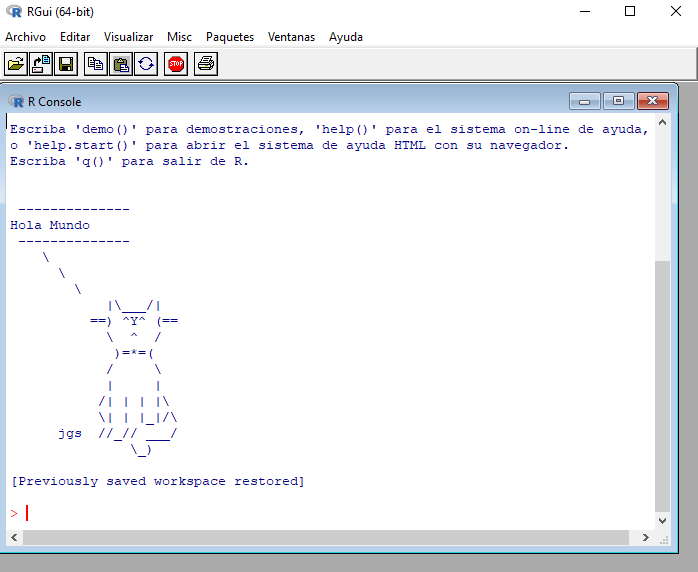 RGui (64-bit)
Archivo Editar Visualizar Misc Paquetes Ventanas Ayuda
STOP
R Console
Escriba 'demo()' para demostraciones, 'help()' para el sistema on-line de ayuda,
o 'help.start()' para abrir el sistema de ayuda HTML con su navegador.
Escriba 'q()' para salir de R.
 --------------
Hola Mundo
 --------------
    \
      \
        \
            |\___/|
          ==) ^Y^ (==
            \  ^  /
             )=*=(
            /     \
            |     |
           /| | | |\
           \| | |_|/\
      jgs  //_// ___/
               \_)
[Previously saved workspace restored]
>